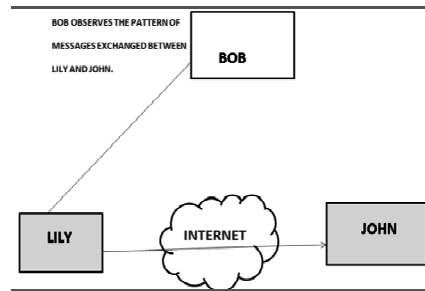 BOB OBSERVES THE PATTERN OF
MESSAGES EXCHANGED BETWEEN
LILY AND JOHN.
BOB
LILY
INTERNET
JOHN